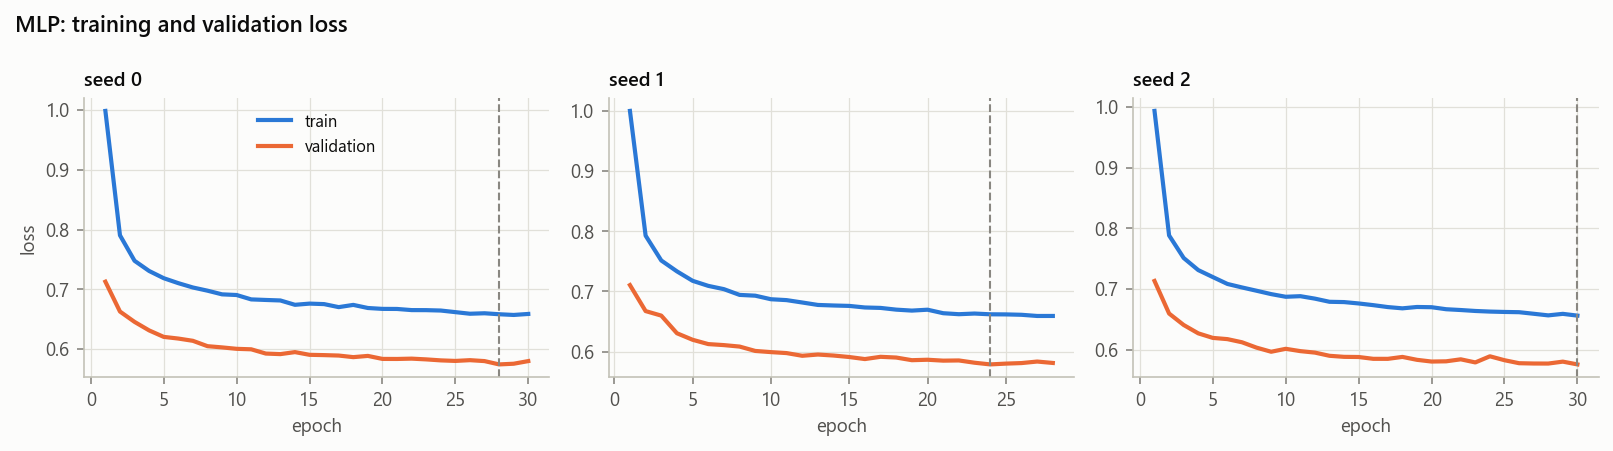 MLP: training and validation loss
seed 0
1.0
0.9
0.8
0.7
0.6
loss
train
validation
0 5 10 15 20 25 30
epoch
seed 1
1.0
0.9
0.8
0.7
0.6
0 5 10 15 20 25
epoch
seed 2
1.0
0.9
0.8
0.7
0.6
0 5 10 15 20 25 30
epoch